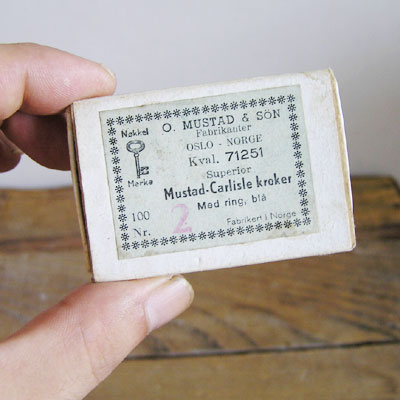 O. MUSTAD & SÖN
Nøkkel
Fabrikanter
OSLO - NORGE
Kval. 71251
Merke
Superior
Mustad-Carlisle kroker
100
Med ring, blå
Nr. 2
Fabrikert i Norge